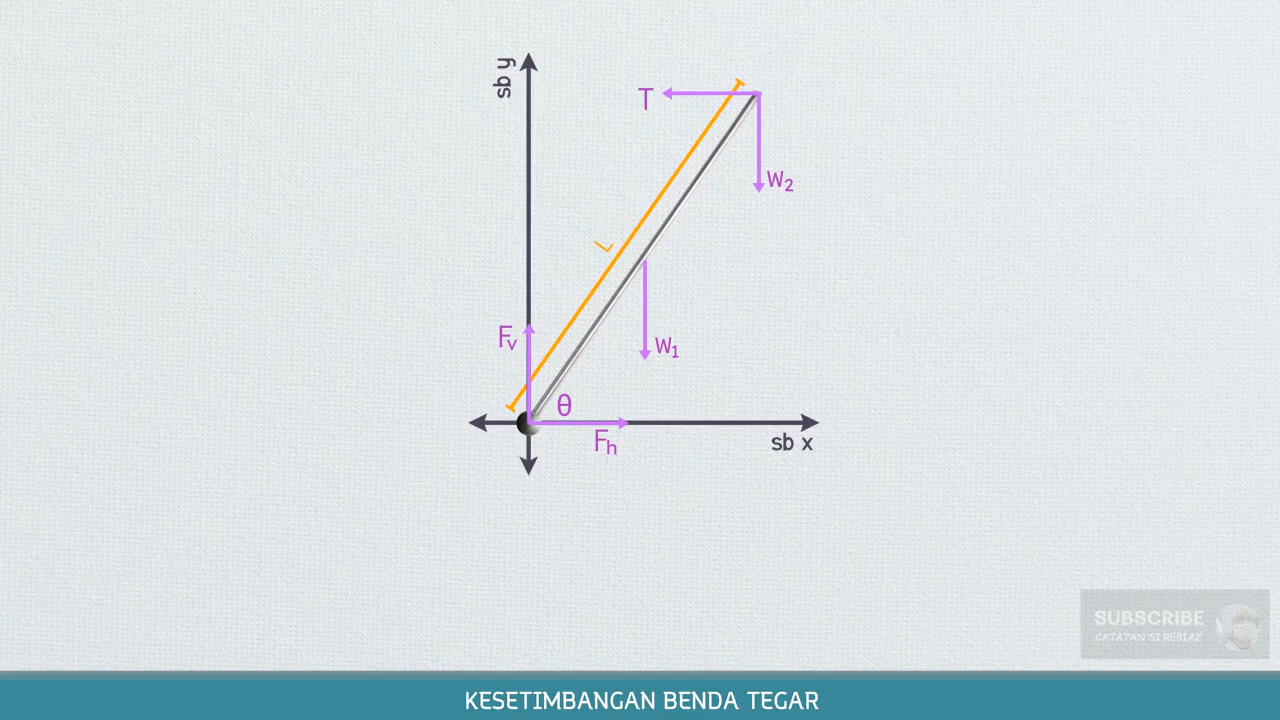 sb y
T
W2
L
W1
Fv
θ
Fh
sb x
SUBSCRIBE
CATATAN SI REBIAZ
KESETIMBANGAN BENDA TEGAR